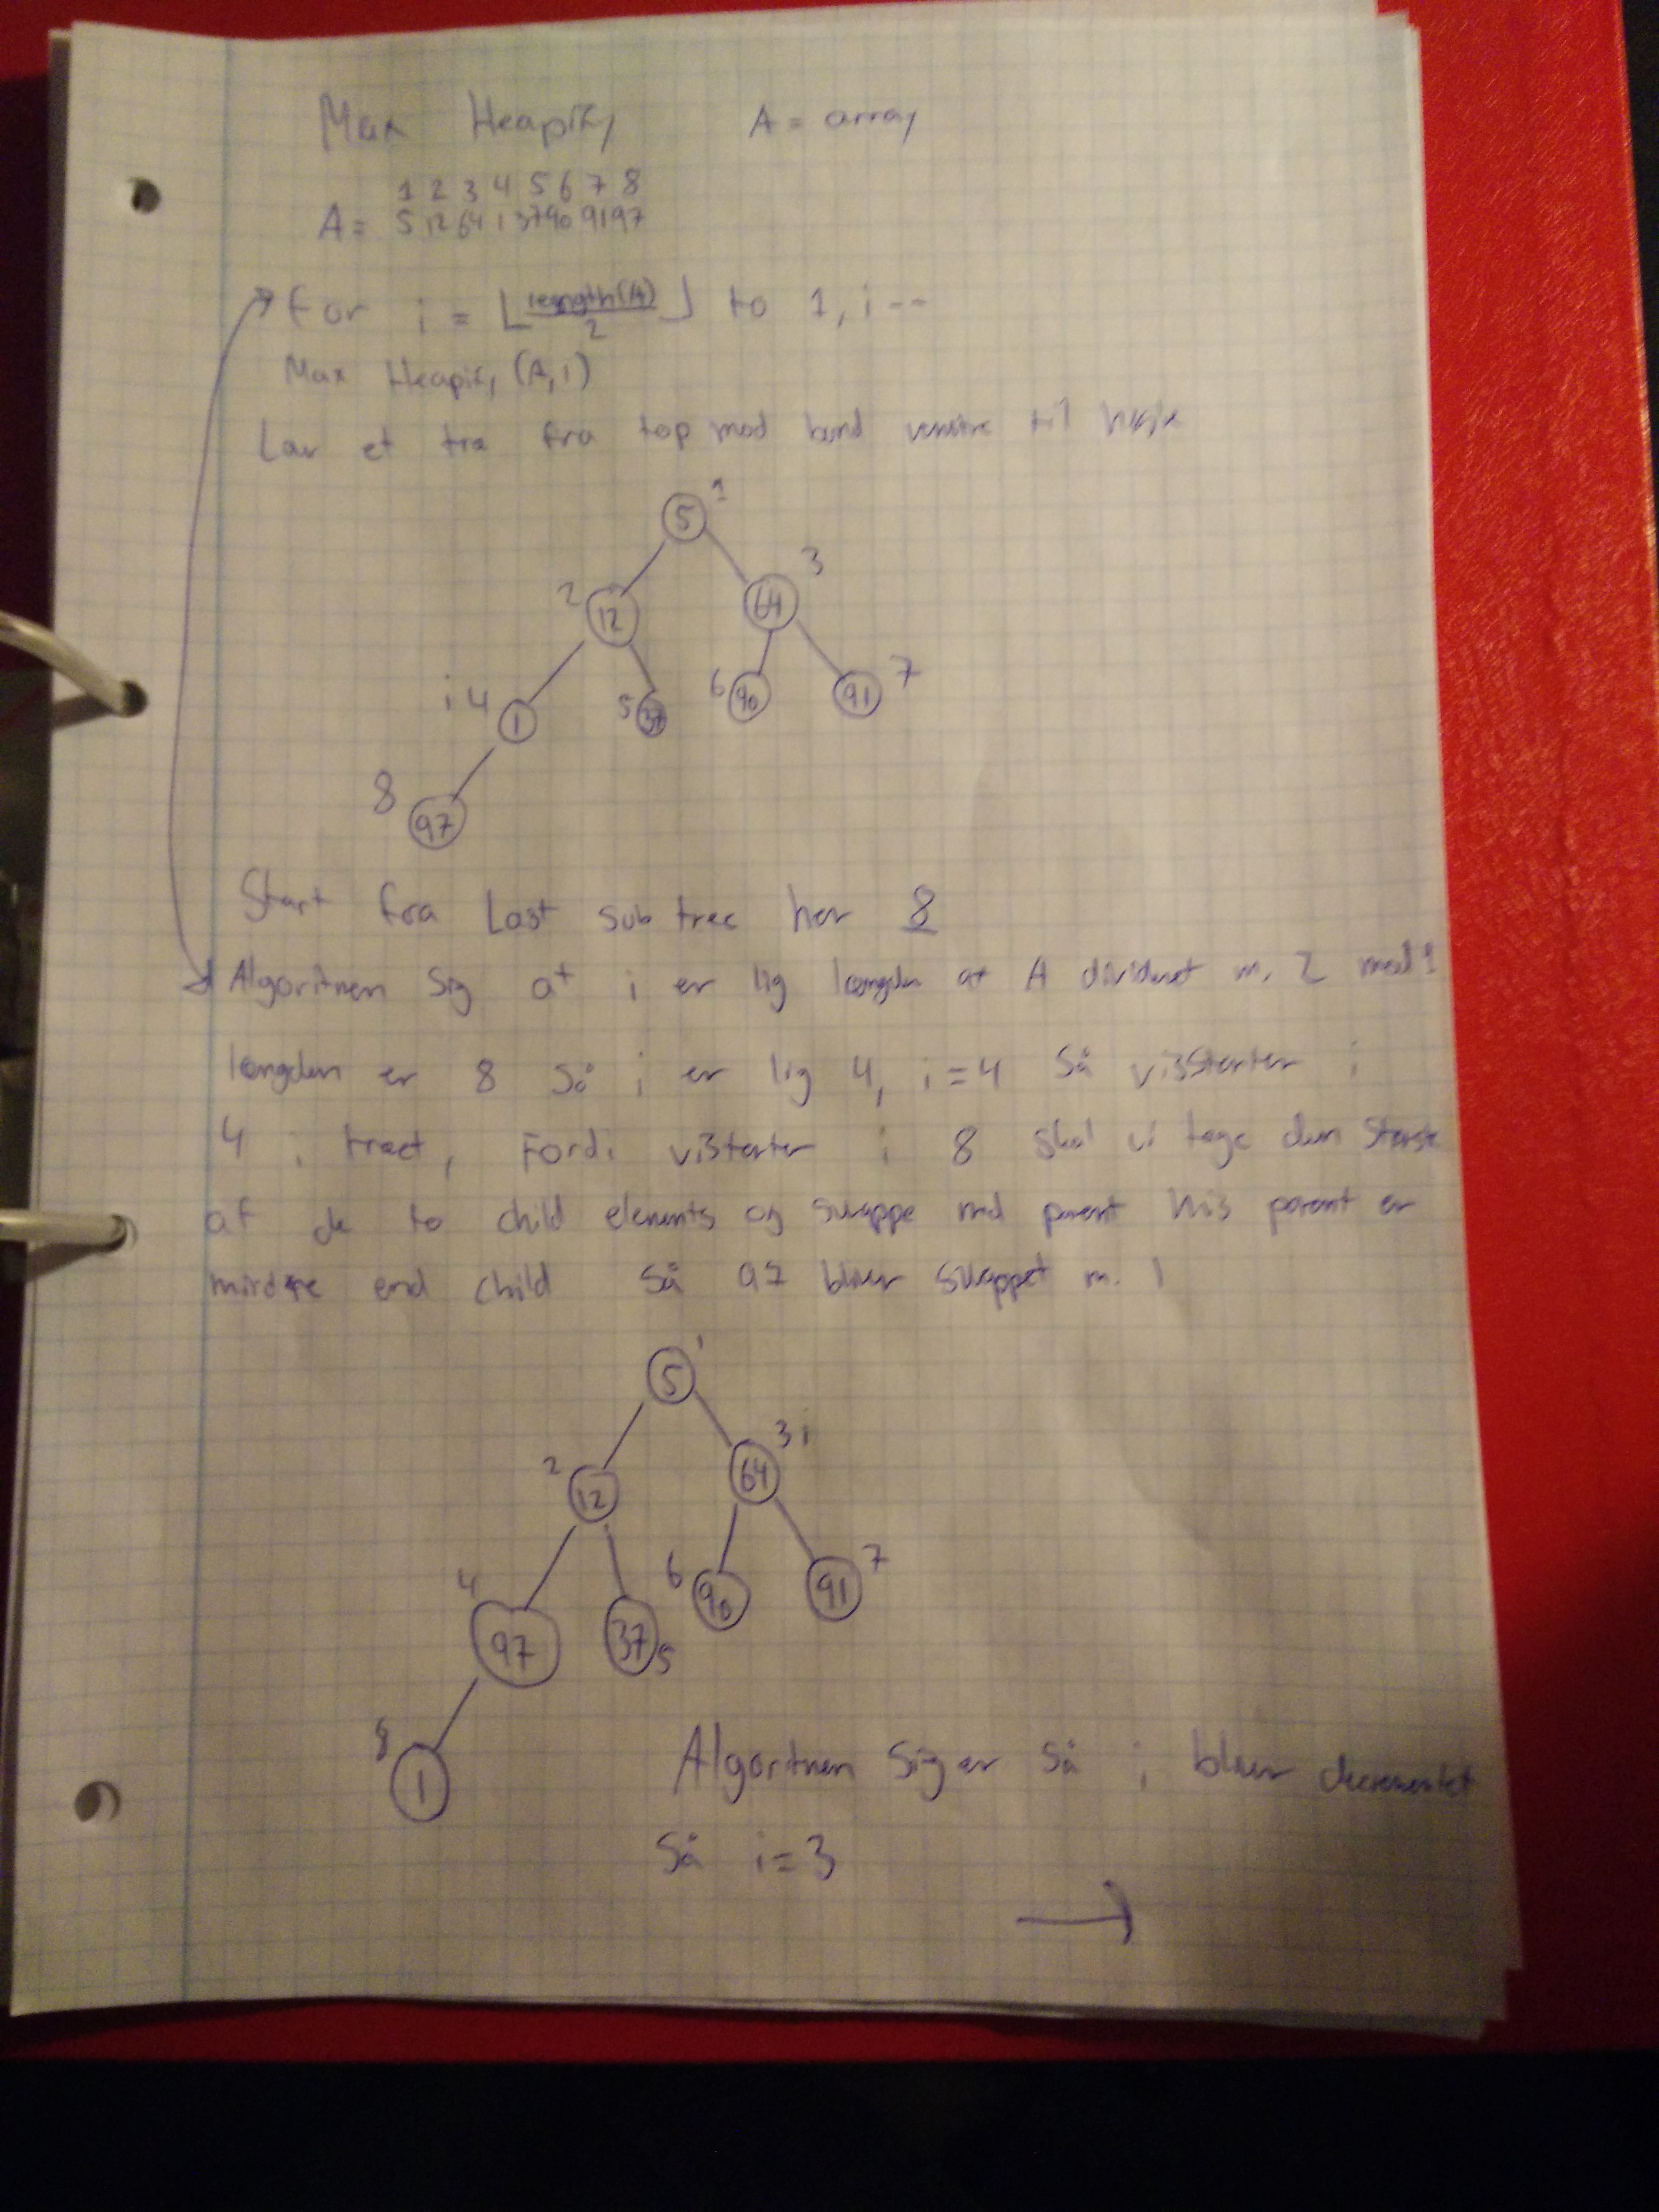 Max Heapify A = array
1 2 3 4 5 6 7 8
A = 5 12 64 1 37 90 91 97
for i = ⌊length(A)/2⌋ to 1, i--
Max Heapify (A, i)
Lav et træ fra top mod bund venstre til højre
1
5
3
2
12
64
i 4
1
5
37
6
90
91
7
8
97
Start fra Last sub tree her 8
Algoritmen sig at i er lig længden af A divideret m. 2
længden er 8 så i er lig 4, i=4 Så vi starter i
4 i træet, Fordi vi starter i 8 skal vi tage den største
af de to child elements og swappe med parent hvis parent er
mindre end child så 97 bliver swappet m. 1
1
5
3 i
2
12
64
4
97
37
5
6
90
91
7
8
1
Algoritmen siger så i bliver decrementet
Så i=3